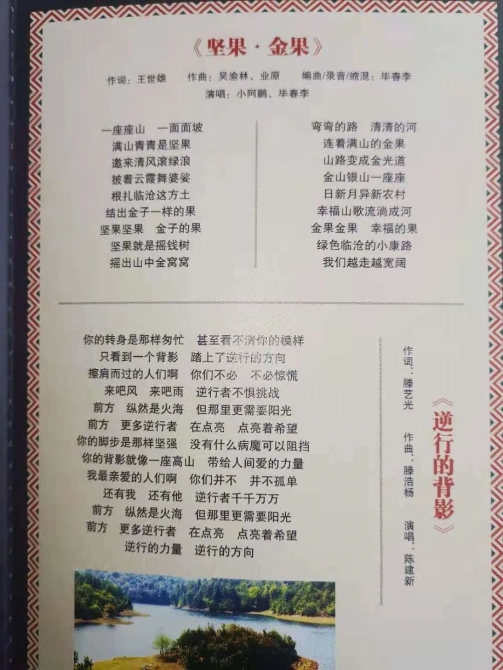 《坚果·金果》
作词：王世雄 作曲：吴渝林、业原 编曲/录音/缩混：毕春李
演唱：小阿鹏、毕春李
一座座山 一面面坡
满山青青是坚果
邀来清风滚绿浪
披着云霞舞婆娑
根扎临沧这方土
结出金子一样的果
坚果坚果 金子的果
坚果就是摇钱树
摇出山中金窝窝
弯弯的路 清清的河
连着满山的金果
山路变成金光道
金山银山一座座
日新月异新农村
幸福山歌流淌成河
金果金果 幸福的果
绿色临沧的小康路
我们越走越宽阔
《逆行的背影》
作词：滕艺光 作曲：滕浩杨 演唱：陈建新
你的转身是那样匆忙 甚至看不清你的模样
只看到一个背影 踏上了逆行的方向
擦肩而过的人们啊 你们不必 不必惊慌
来吧风 来吧雨 逆行者不惧挑战
前方 纵然是火海 但那里更需要阳光
前方 更多逆行者 在点亮 点亮着希望
你的脚步是那样坚强 没有什么病魔可以阻挡
你的背影就像一座高山 带给人间爱的力量
我最亲爱的人们啊 你们并不 并不孤单
还有我 还有他 逆行者千千万万
前方 纵然是火海 但那里更需要阳光
前方 更多逆行者 在点亮 点亮着希望
逆行的力量 逆行的方向